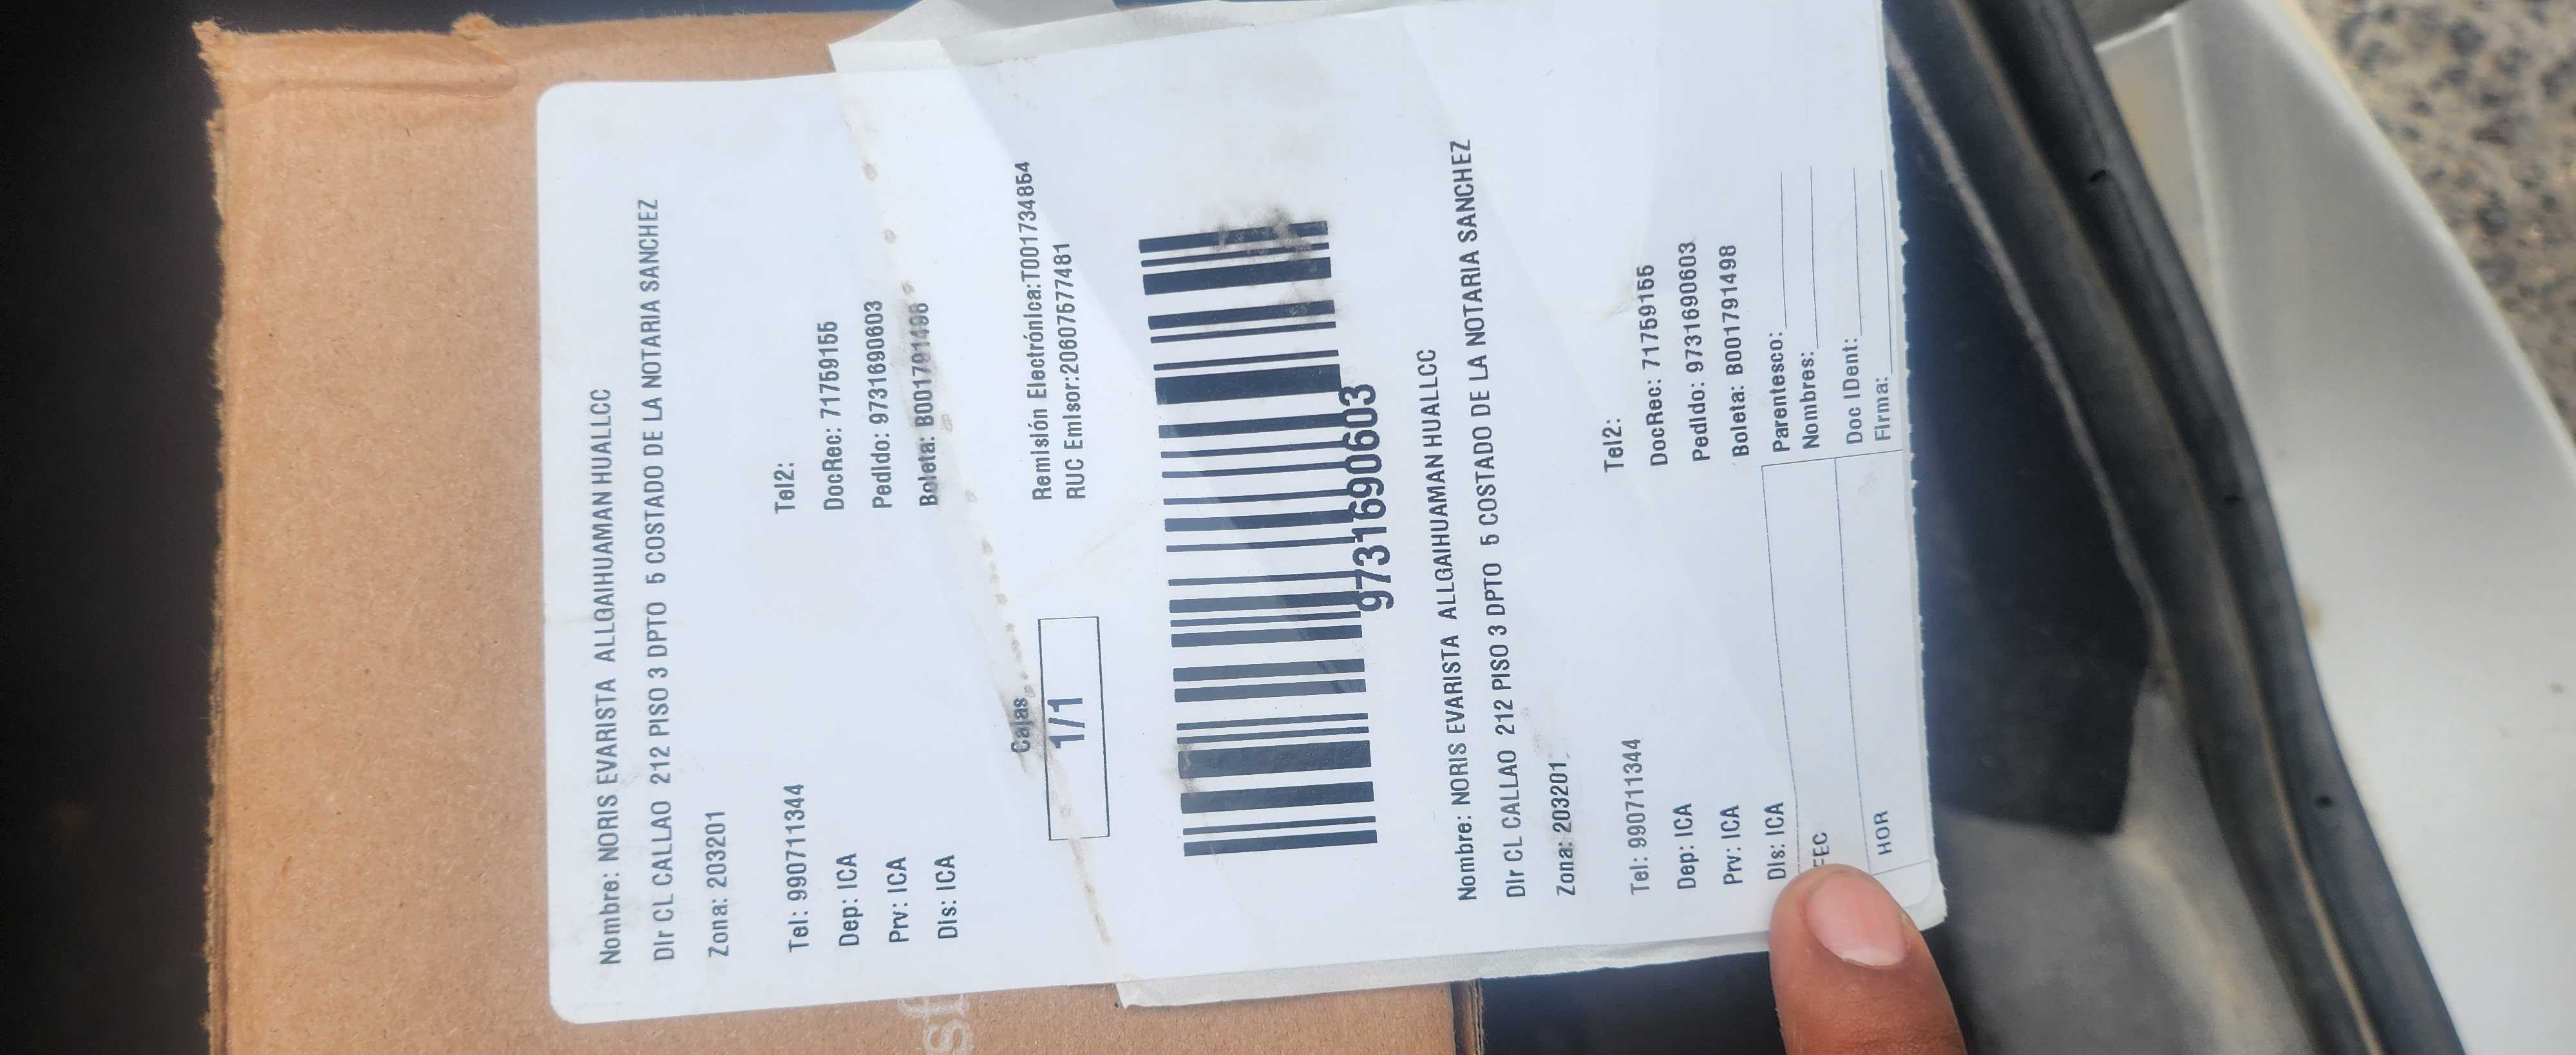 Nombre: NORIS EVARISTA ALLGAIHUAMAN HUALLCC
DIr CL CALLAO 212 PISO 3 DPTO 5 COSTADO DE LA NOTARIA SANCHEZ
Zona: 203201
Tel: 990711344 Tel2:
Dep: ICA DocRec: 71759155
Prv: ICA PedIdo: 9731690603
DIs: ICA Boleta: B001791498
Cajas
1/1
RemIsIón ElectrónIca:T001734854
RUC EmIsor:20607577481
9731690603
Nombre: NORIS EVARISTA ALLGAIHUAMAN HUALLCC
DIr CL CALLAO 212 PISO 3 DPTO 5 COSTADO DE LA NOTARIA SANCHEZ
Zona: 203201
Tel: 990711344 Tel2:
Dep: ICA DocRec: 71759155
Prv: ICA PedIdo: 97316690603
DIs: ICA Boleta: B001791498
FEC Parentesco:
Nombres:
HOR Doc IDent:
Firma: